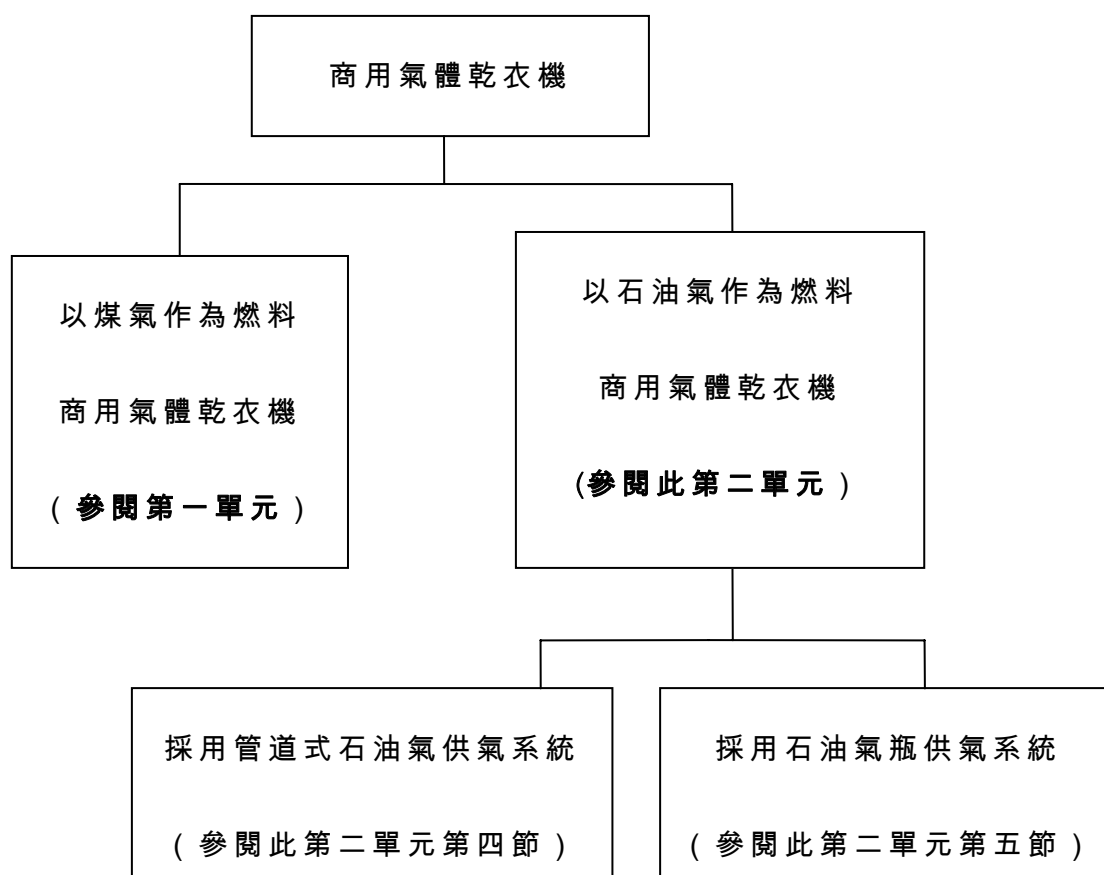 商用氣體乾衣機
以煤氣作為燃料
商用氣體乾衣機
（參閱第一單元）
以石油氣作為燃料
商用氣體乾衣機
(參閱此第二單元）
採用管道式石油氣供氣系統
（參閱此第二單元第四節）
採用石油氣瓶供氣系統
（參閱此第二單元第五節）